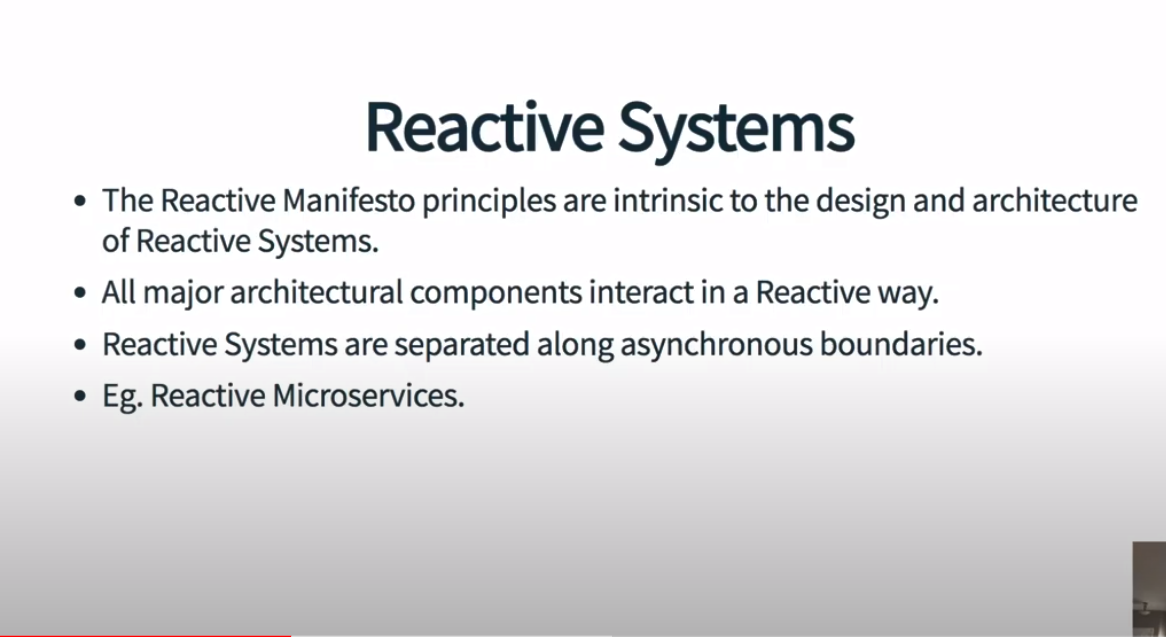 Reactive Systems
• The Reactive Manifesto principles are intrinsic to the design and architecture
of Reactive Systems.
• All major architectural components interact in a Reactive way.
• Reactive Systems are separated along asynchronous boundaries.
• Eg. Reactive Microservices.